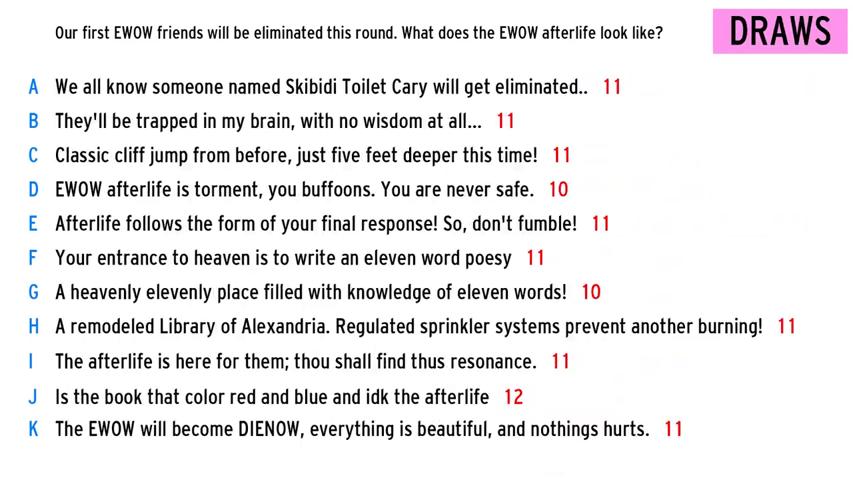 Our first EWOW friends will be eliminated this round. What does the EWOW afterlife look like?
DRAWS
A We all know someone named Skibidi Toilet Cary will get eliminated.. 11
B They'll be trapped in my brain, with no wisdom at all... 11
C Classic cliff jump from before, just five feet deeper this time! 11
D EWOW afterlife is torment, you buffoons. You are never safe. 10
E Afterlife follows the form of your final response! So, don't fumble! 11
F Your entrance to heaven is to write an eleven word poesy 11
G A heavenly elevenly place filled with knowledge of eleven words! 10
H A remodeled Library of Alexandria. Regulated sprinkler systems prevent another burning! 11
I The afterlife is here for them; thou shall find thus resonance. 11
J Is the book that color red and blue and idk the afterlife 12
K The EWOW will become DIENOW, everything is beautiful, and nothings hurts. 11